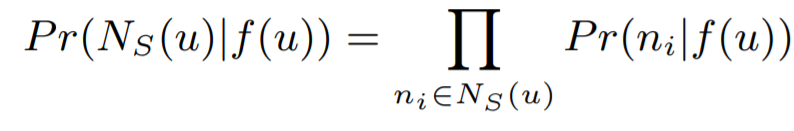 Pr(N_S(u)|f(u)) = ∏_{n_i∈N_S(u)} Pr(n_i|f(u))